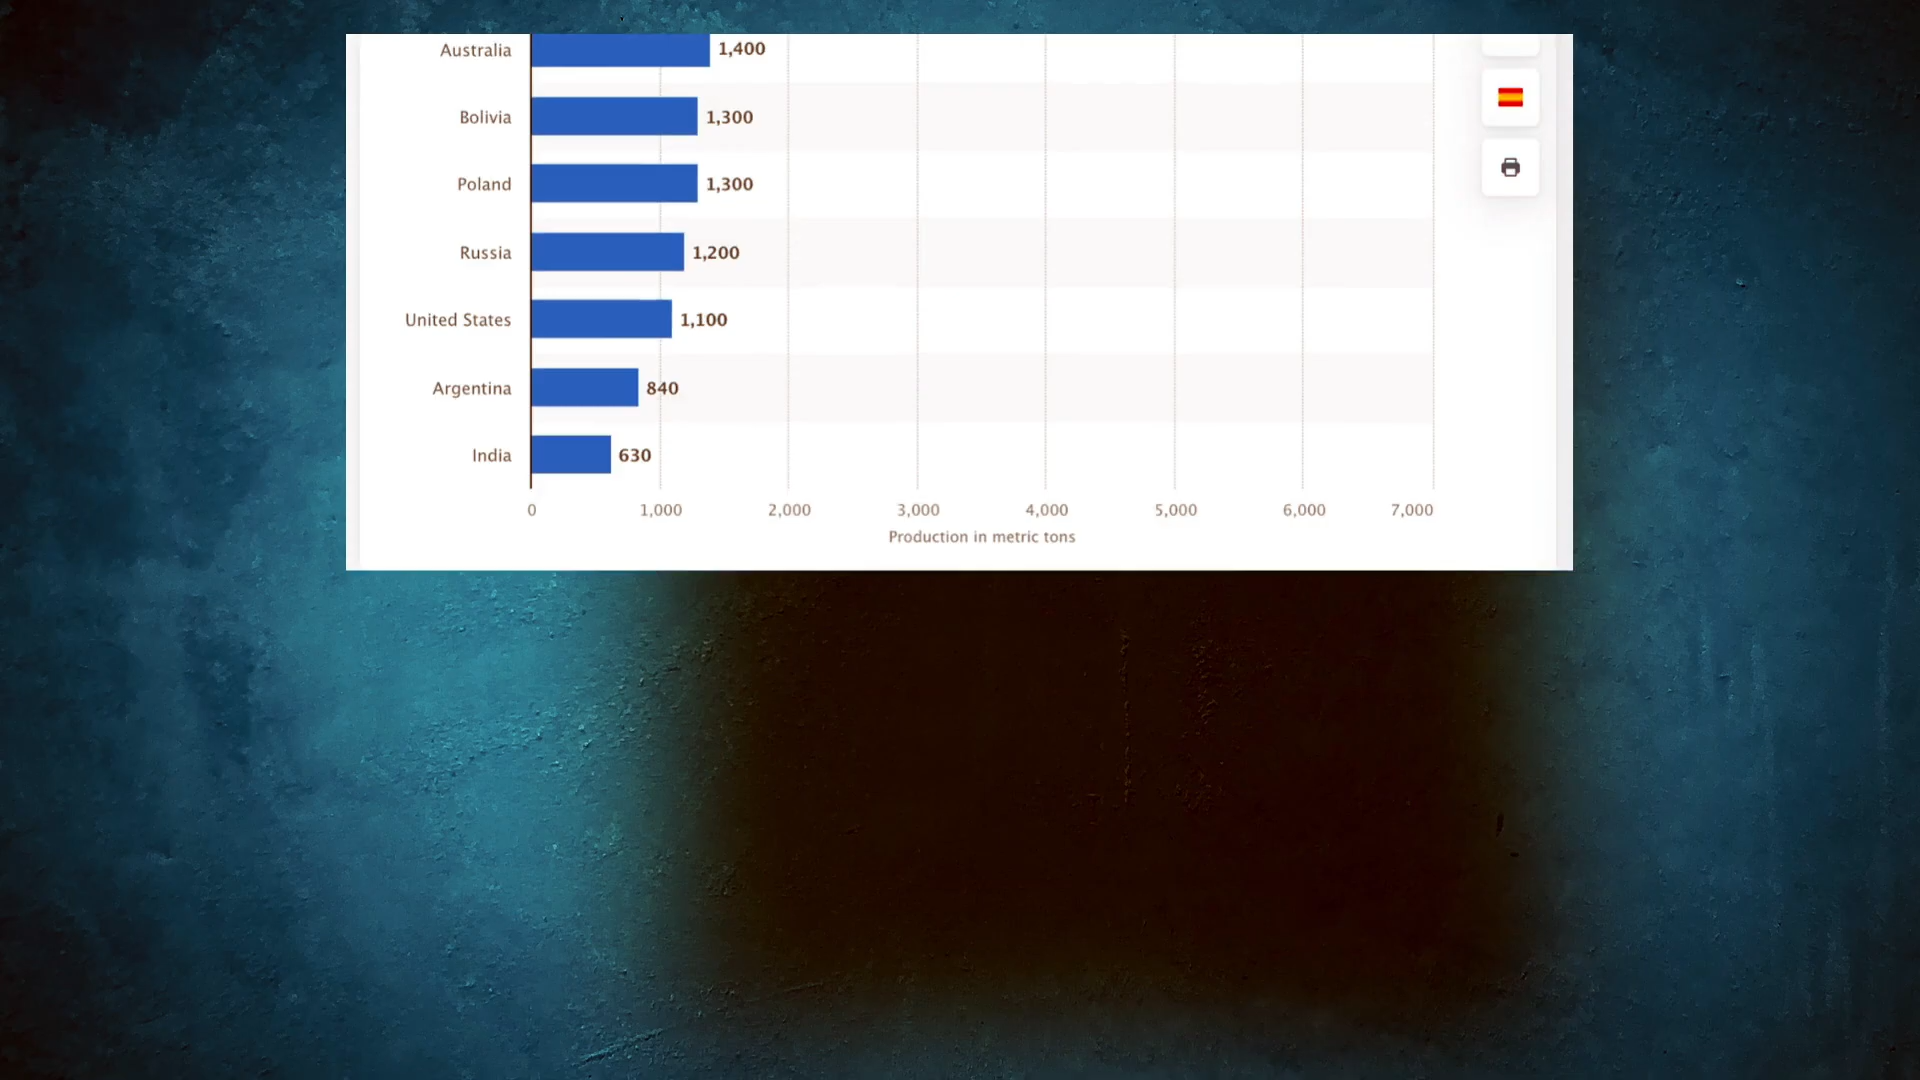 Australia 1,400
Bolivia 1,300
Poland 1,300
Russia 1,200
United States 1,100
Argentina 840
India 630
0 1,000 2,000 3,000 4,000 5,000 6,000 7,000
Production in metric tons